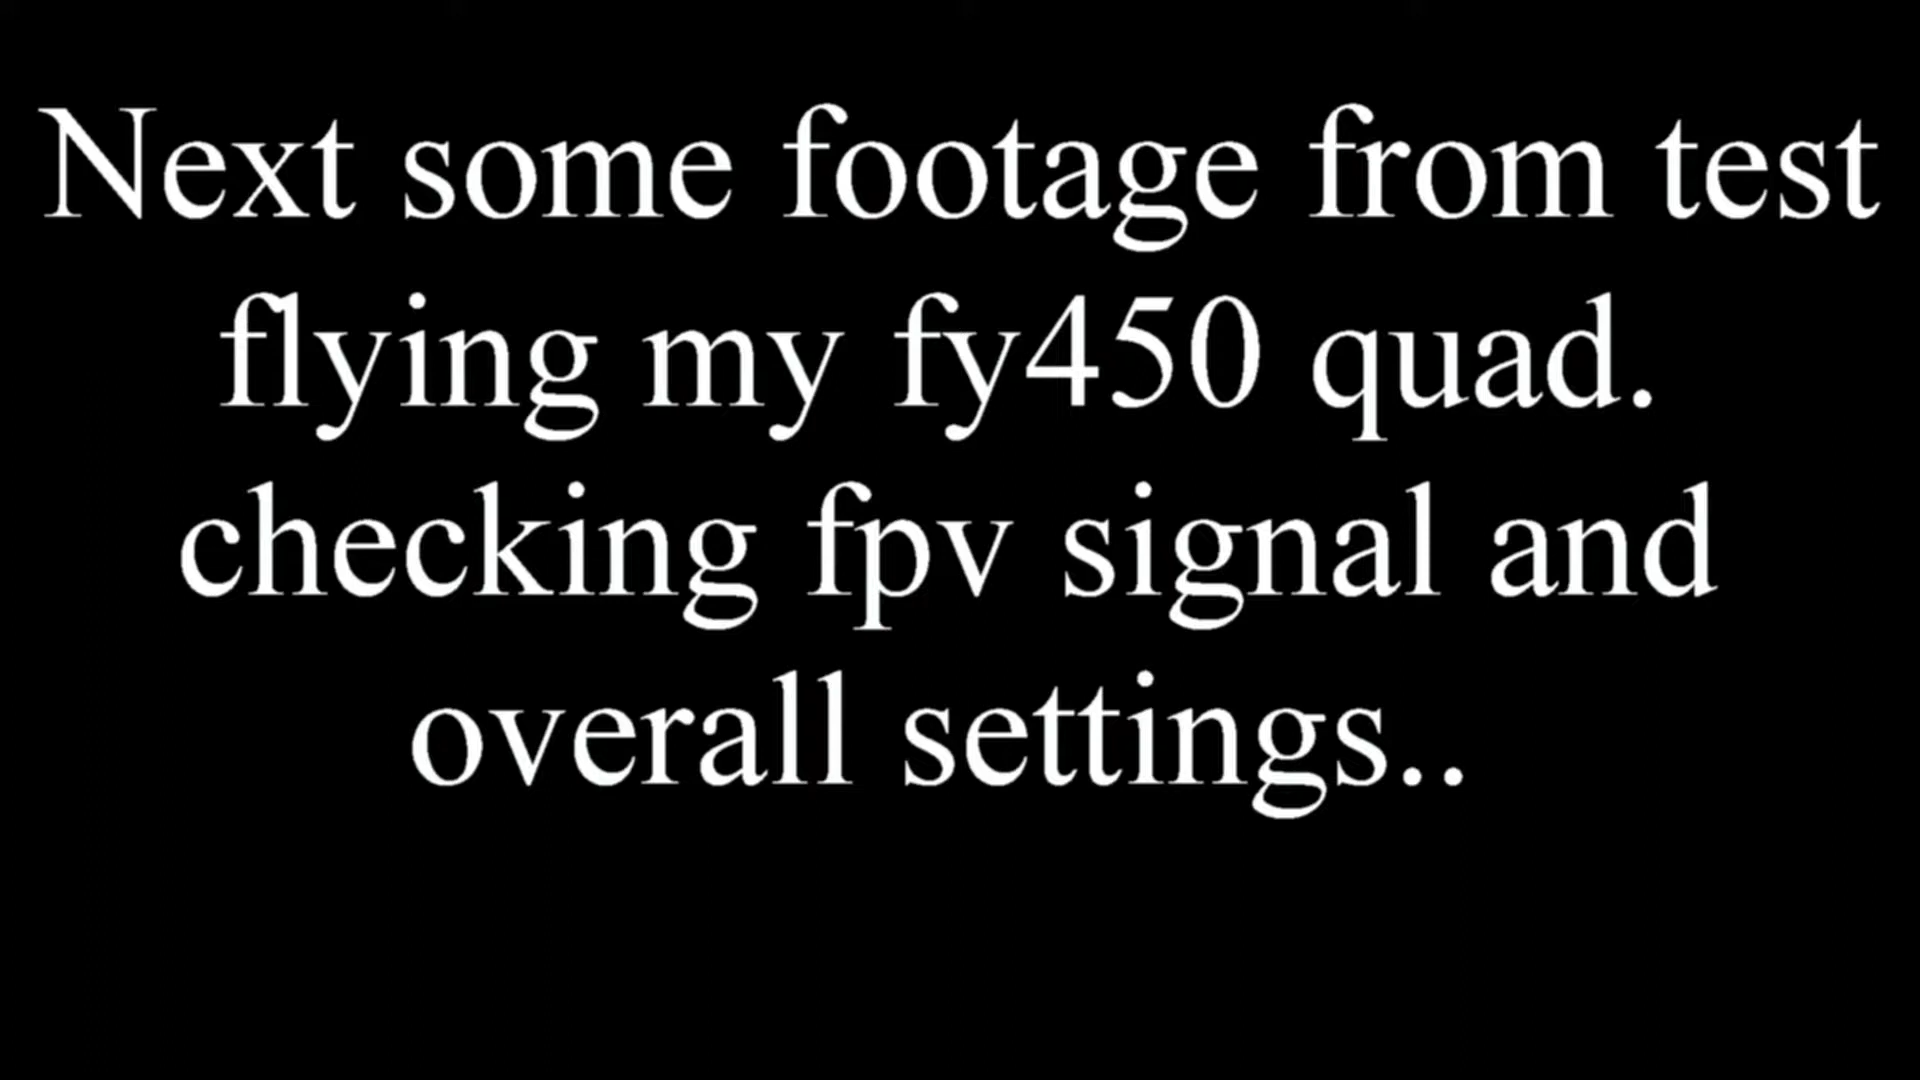 Next some footage from test
flying my fy450 quad.
checking fpv signal and
overall settings..